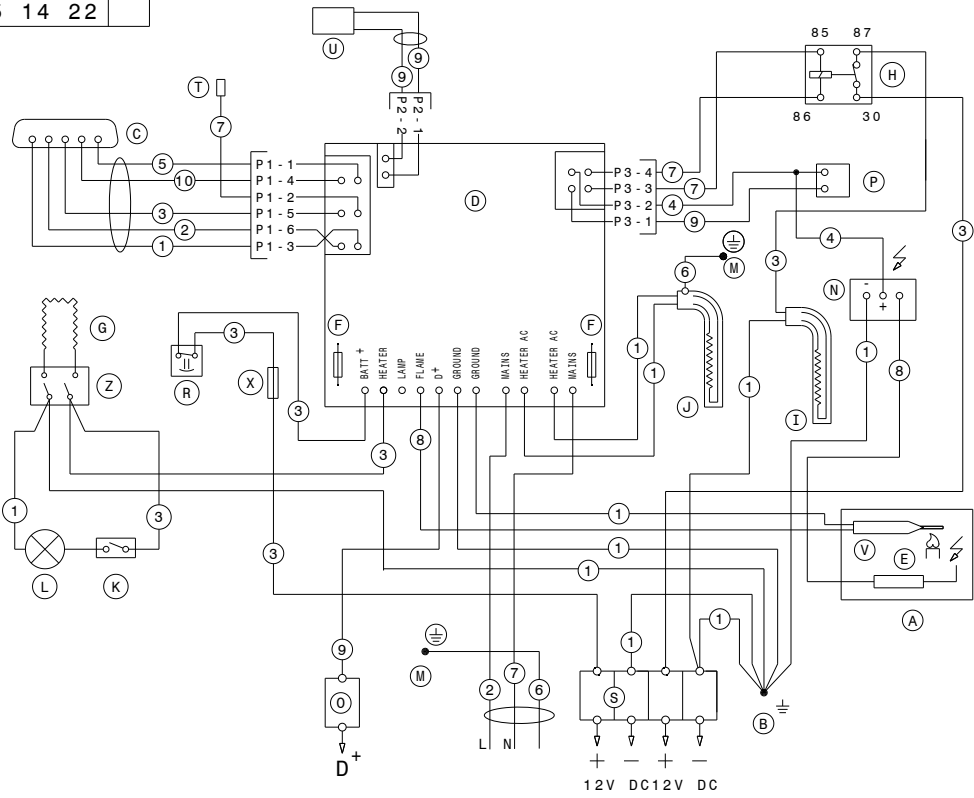 5 14 22
U
85 87
T
9
9
H
P2-2
P2-1
C
7
86 30
5
P1-1
P3-4
7
10
P1-4
P3-3
7
P
P1-2
D
P3-2
4
3
P1-5
P3-1
9
2
P1-6
3
4
1
P1-3
M
6
3
N
-
+
G
F
F
3
1
1
8
Z
R
X
BATT +
HEATER
LAMP
FLAME
D+
GROUND
GROUND
MAINS
HEATER AC
HEATER AC
MAINS
1
J
I
3
8
3
1
3
1
V
E
L
K
3
1
1
A
1
1
M
9
7
2
6
S
O
B
L N
D+
+ - + -
12V DC 12V DC